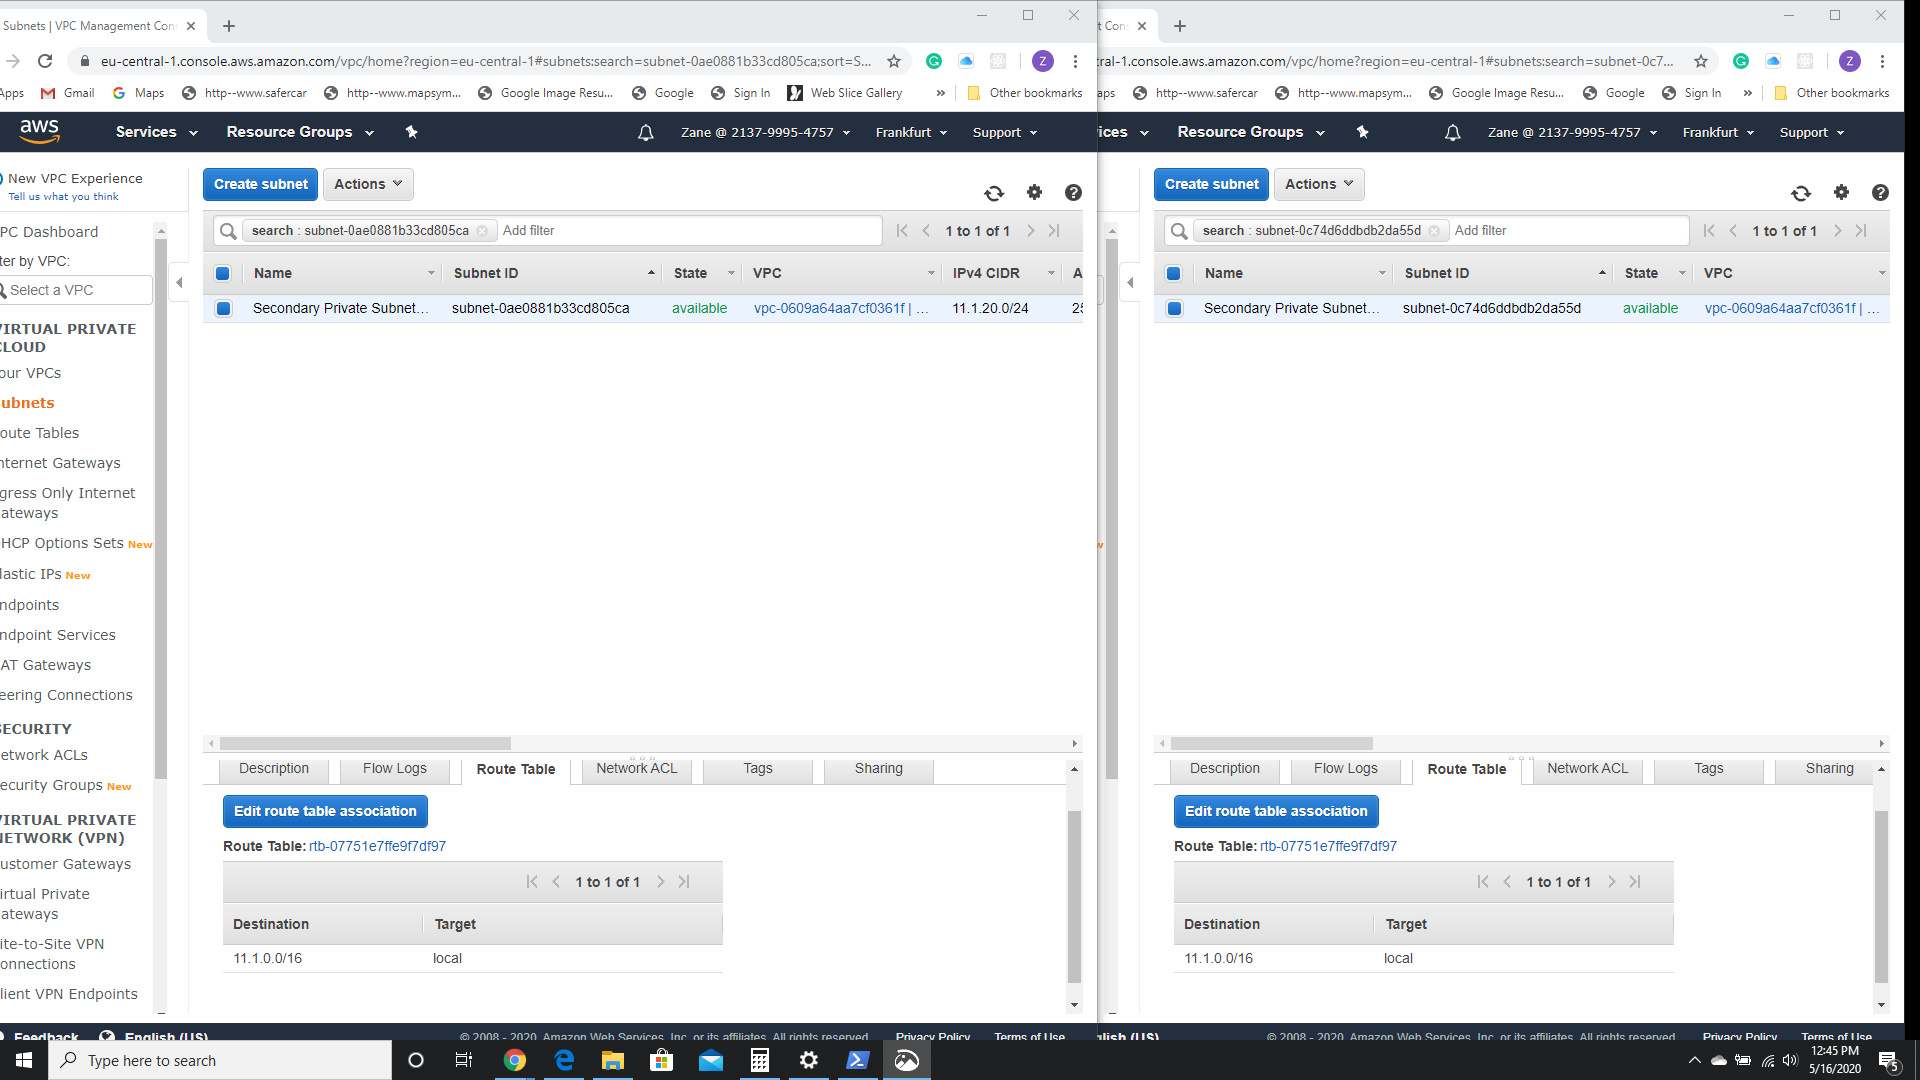 Subnets | VPC Management Con
eu-central-1.console.aws.amazon.com/vpc/home?region=eu-central-1#subnets:search=subnet-0ae0881b33cd805ca;sort=S...
Z
Apps
Gmail
Maps
http--www.safercar
http--www.mapsym...
Google Image Resu...
Google
Sign In
Web Slice Gallery
»
Other bookmarks
aws
Services
Resource Groups
Zane @ 2137-9995-4757
Frankfurt
Support
New VPC Experience
Tell us what you think
PC Dashboard
ter by VPC:
Select a VPC
VIRTUAL PRIVATE
CLOUD
our VPCs
ubnets
oute Tables
nternet Gateways
gress Only Internet
ateways
HCP Options Sets New
lastic IPs New
ndpoints
ndpoint Services
AT Gateways
eering Connections
SECURITY
etwork ACLs
ecurity Groups New
VIRTUAL PRIVATE
NETWORK (VPN)
ustomer Gateways
irtual Private
ateways
ite-to-Site VPN
onnections
lient VPN Endpoints
Create subnet
Actions
search : subnet-0ae0881b33cd805ca
Add filter
1 to 1 of 1
Name
Subnet ID
State
VPC
IPv4 CIDR
A
Secondary Private Subnet...
subnet-0ae0881b33cd805ca
available
vpc-0609a64aa7cf0361f | ...
11.1.20.0/24
25
Description
Flow Logs
Route Table
Network ACL
Tags
Sharing
Edit route table association
Route Table: rtb-07751e7ffe9f7df97
1 to 1 of 1
Destination
Target
11.1.0.0/16
local
Feedback
English (US)
© 2008 - 2020, Amazon Web Services, Inc. or its affiliates. All rights reserved.
Privacy Policy
Terms of Use
t Con
tral-1.console.aws.amazon.com/vpc/home?region=eu-central-1#subnets:search=subnet-0c7...
Z
aps
http--www.safercar
http--www.mapsym...
Google Image Resu...
Google
Sign In
»
Other bookmarks
ices
Resource Groups
Zane @ 2137-9995-4757
Frankfurt
Support
w
Create subnet
Actions
search : subnet-0c74d6ddbdb2da55d
Add filter
1 to 1 of 1
Name
Subnet ID
State
VPC
Secondary Private Subnet...
subnet-0c74d6ddbdb2da55d
available
vpc-0609a64aa7cf0361f | ...
Description
Flow Logs
Route Table
Network ACL
Tags
Sharing
Edit route table association
Route Table: rtb-07751e7ffe9f7df97
1 to 1 of 1
Destination
Target
11.1.0.0/16
local
glish (US)
© 2008 - 2020, Amazon Web Services, Inc. or its affiliates. All rights reserved.
Privacy Policy
Terms of Use
Type here to search
12:45 PM
5/16/2020
5